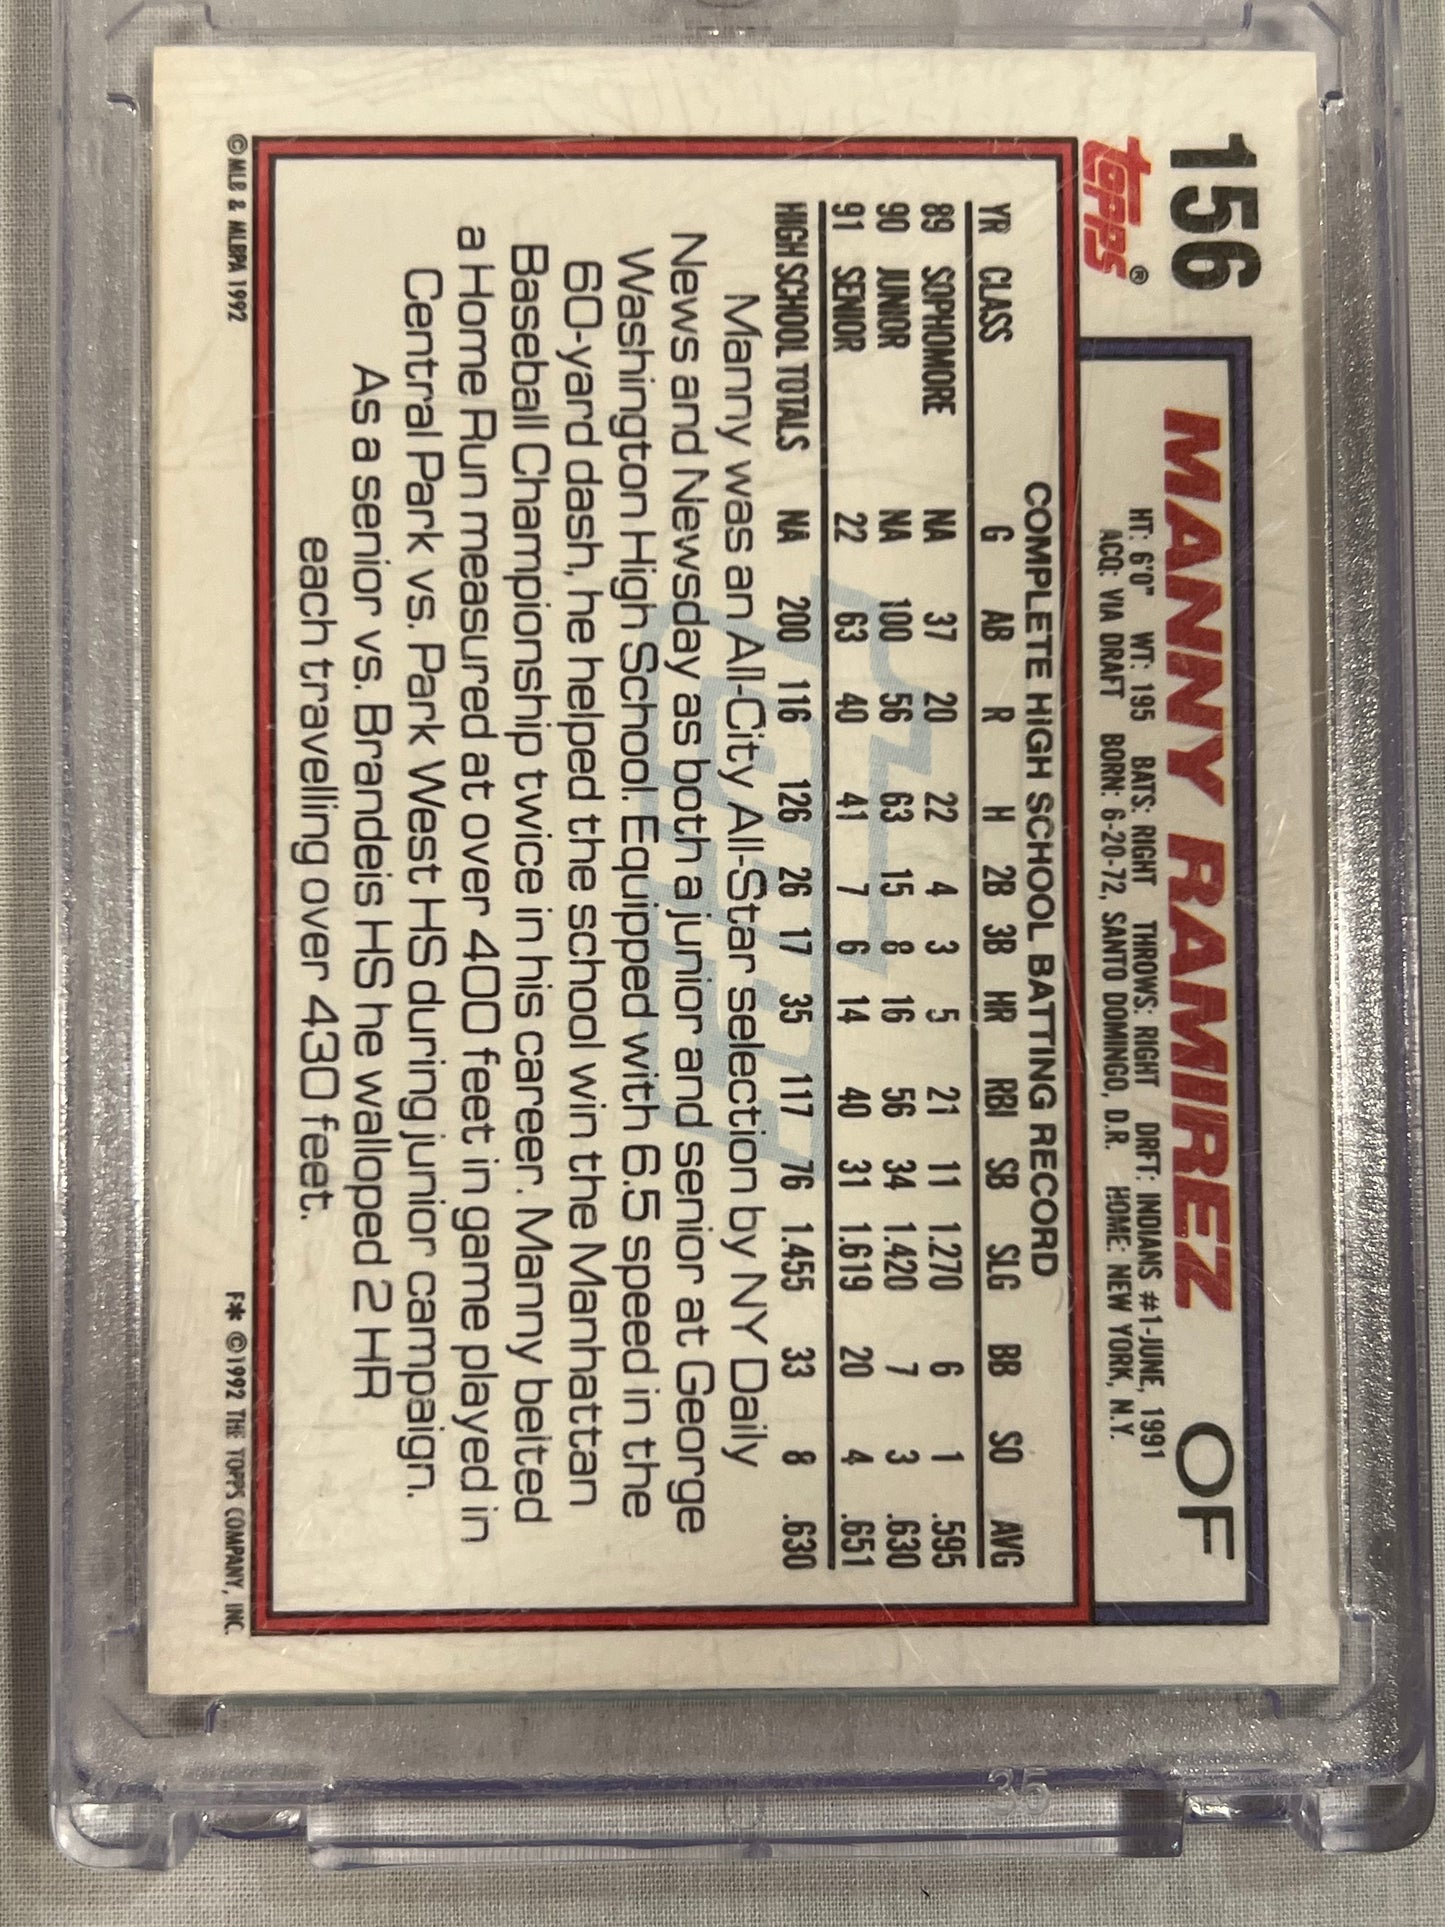 156
topps®
MANNY RAMIREZ OF
HT: 6'0" WT: 195 BATS: RIGHT THROWS: RIGHT DRFT: INDIANS #1-JUNE, 1991
ACQ: VIA DRAFT BORN: 6-20-72, SANTO DOMINGO, D.R. HOME: NEW YORK, N.Y.
COMPLETE HIGH SCHOOL BATTING RECORD
YR CLASS G AB R H 2B 3B HR RBI SB SLG BB SO AVG
89 SOPHOMORE NA 37 20 22 4 3 5 21 11 1.270 6 1 .595
90 JUNIOR NA 100 56 63 15 8 16 56 34 1.420 7 3 .630
91 SENIOR 22 63 40 41 7 6 14 40 31 1.619 20 4 .651
HIGH SCHOOL TOTALS NA 200 116 126 26 17 35 117 76 1.455 33 8 .630
Manny was an All-City All-Star selection by NY Daily
News and Newsday as both a junior and senior at George
Washington High School. Equipped with 6.5 speed in the
60-yard dash, he helped the school win the Manhattan
Baseball Championship twice in his career. Manny belted
a Home Run measured at over 400 feet in game played in
Central Park vs. Park West HS during junior campaign.
As a senior vs. Brandeis HS he walloped 2 HR
each travelling over 430 feet.
© MLB & MLBPA 1992 F* ©1992 THE TOPPS COMPANY, INC.
35